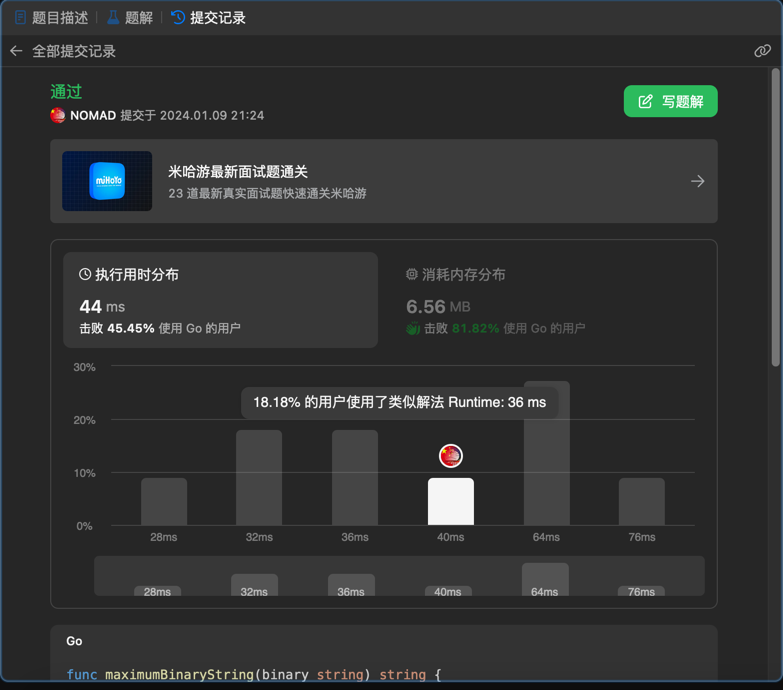 题目描述 题解 提交记录
全部提交记录
通过
NOMAD 提交于 2024.01.09 21:24
写题解
miHoYo
米哈游最新面试题通关
23 道最新真实面试题快速通关米哈游
执行用时分布
44 ms
击败 45.45% 使用 Go 的用户
消耗内存分布
6.56 MB
击败 81.82% 使用 Go 的用户
30%
20%
10%
0%
18.18% 的用户使用了类似解法 Runtime: 36 ms
28ms 32ms 36ms 40ms 64ms 76ms
28ms 32ms 36ms 40ms 64ms 76ms
Go
func maximumBinaryString(binary string) string {